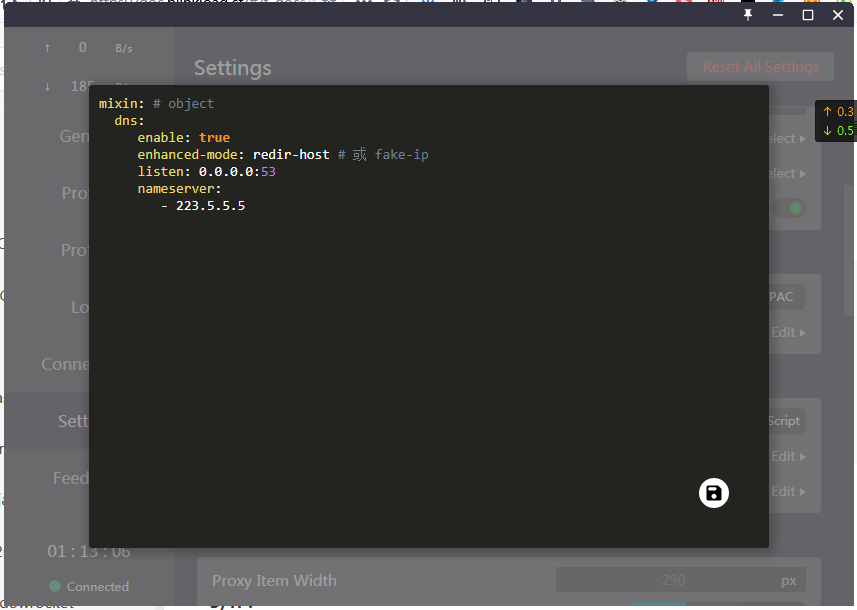 ↑ 0 B/s
↓ 185
Settings
Reset All Settings
↑ 0.3
↓ 0.5
mixin: # object
dns:
enable: true
enhanced-mode: redir-host # 或 fake-ip
listen: 0.0.0.0:53
nameserver:
- 223.5.5.5
Gen
Lo
Conne
Sett
Feed
01 : 13 : 06
Connected
elect
elect
PAC
Edit
Script
Edit
Edit
Proxy Item Width
290 px